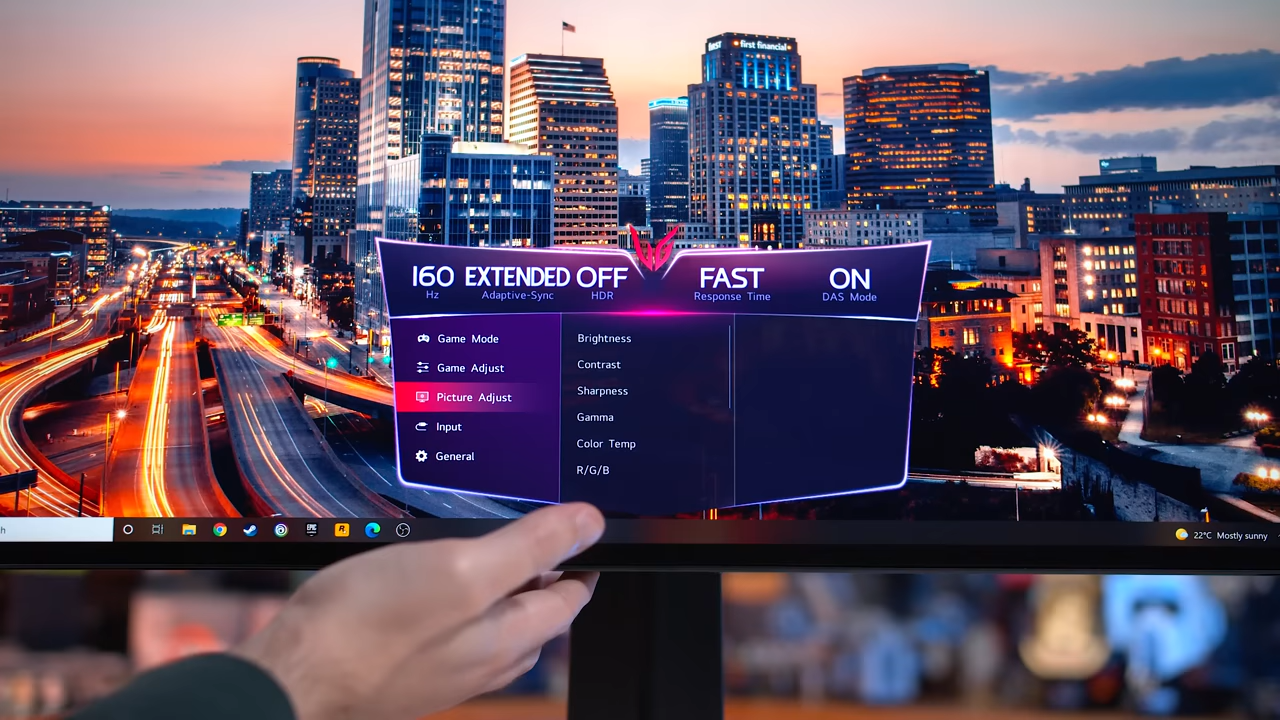 first financial
160 EXTENDED OFF FAST ON
Hz Adaptive-Sync HDR Response Time DAS Mode
Game Mode
Game Adjust
Picture Adjust
Input
General
Brightness
Contrast
Sharpness
Gamma
Color Temp
R/G/B
h
EPIC
R
22°C Mostly sunny